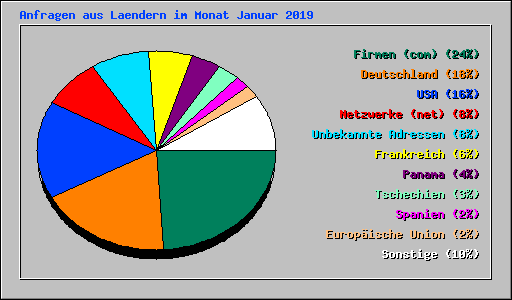 Anfragen aus Laendern im Monat Januar 2019
Firmen (com) (24%)
Deutschland (18%)
USA (16%)
Netzwerke (net) (8%)
Unbekannte Adressen (8%)
Frankreich (6%)
Panama (4%)
Tschechien (3%)
Spanien (2%)
Europäische Union (2%)
Sonstige (10%)